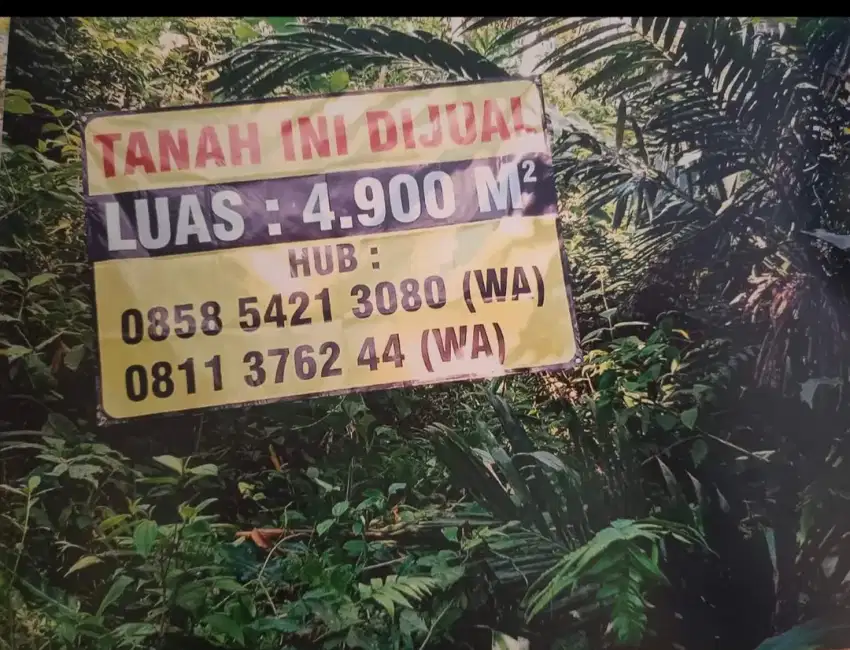 TANAH INI DIJUAL
LUAS : 4.900 M²
HUB :
0858 5421 3080 (WA)
0811 3762 44 (WA)